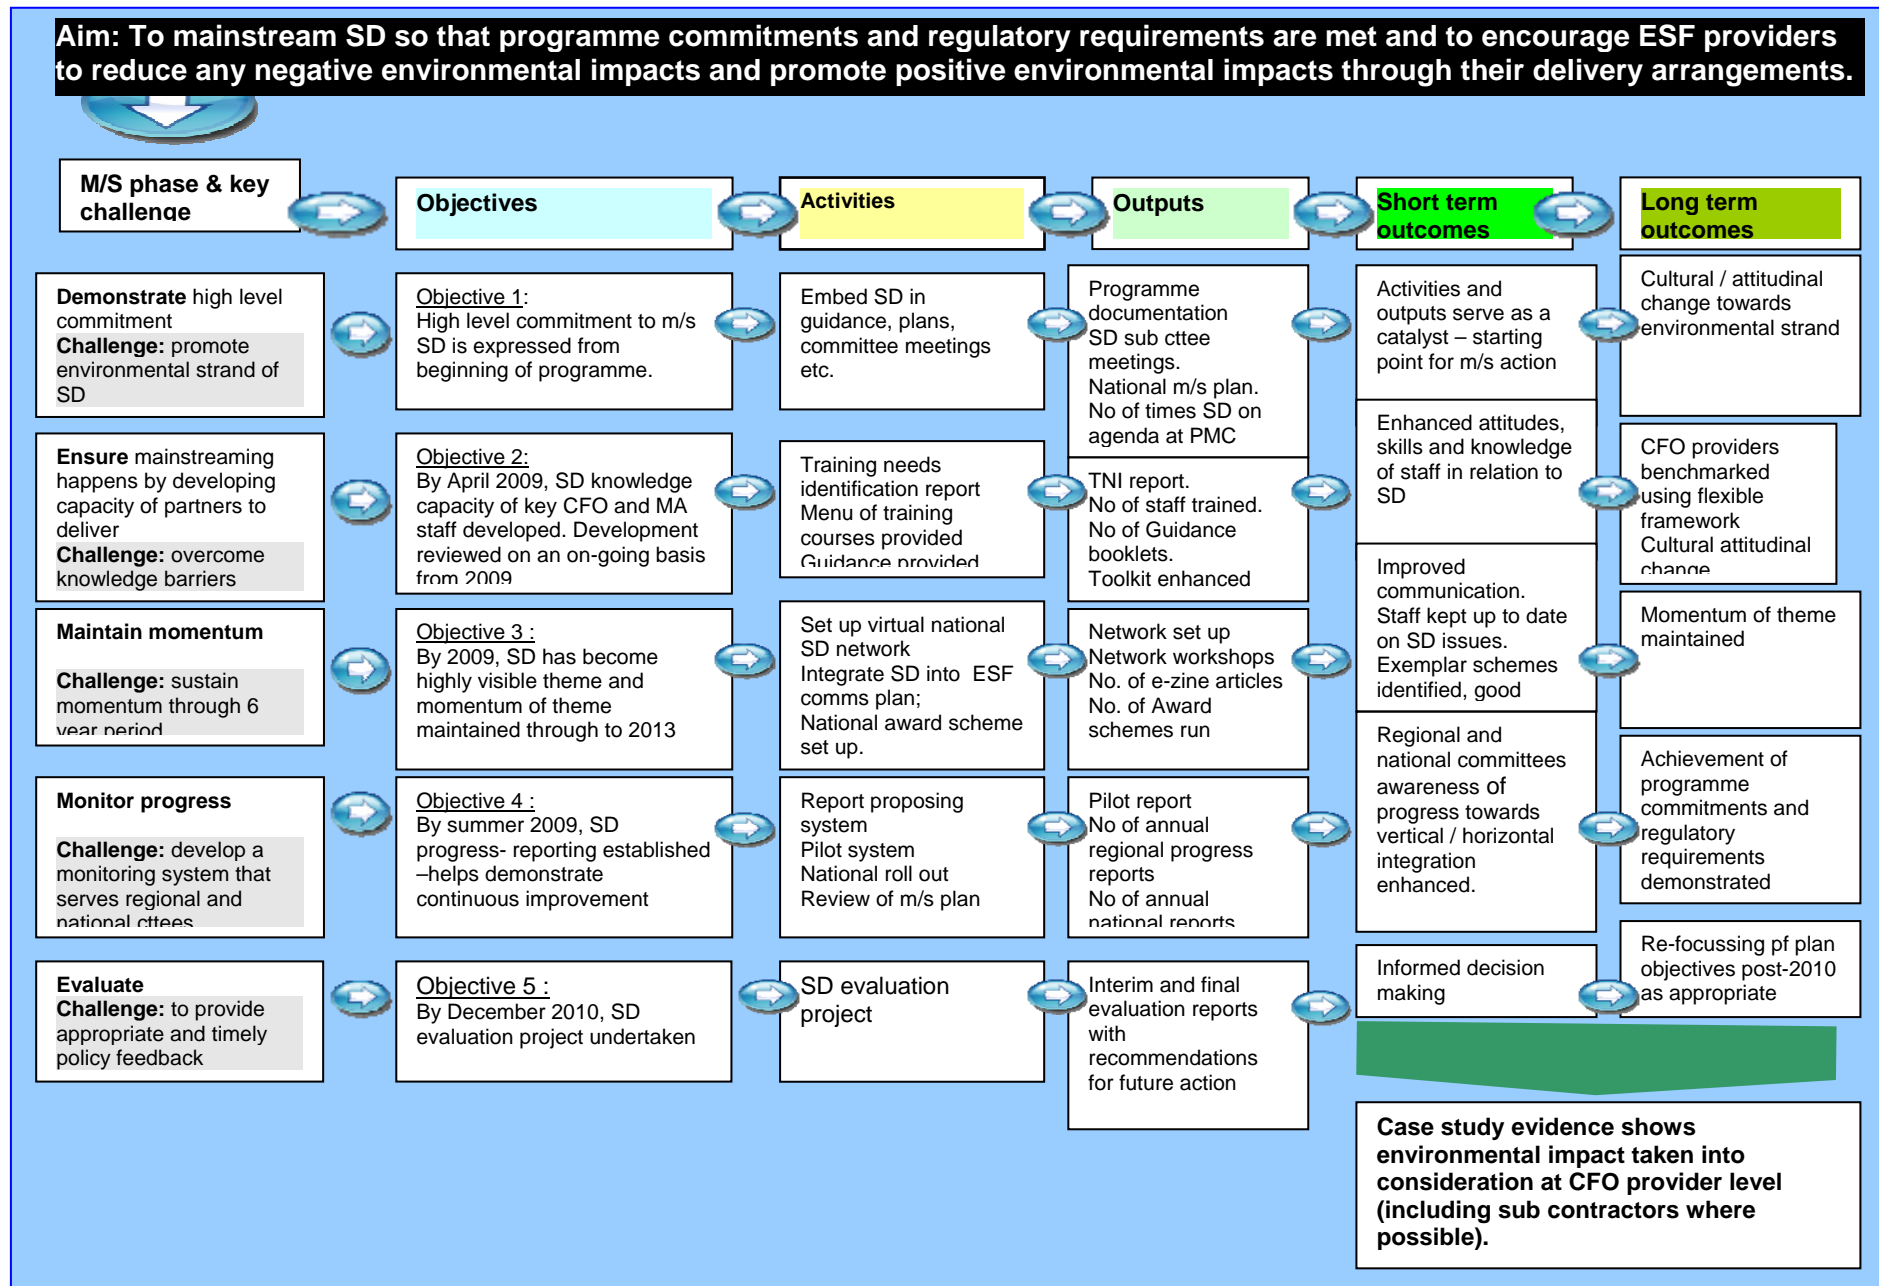 Aim: To mainstream SD so that programme commitments and regulatory requirements are met and to encourage ESF providers
to reduce any negative environmental impacts and promote positive environmental impacts through their delivery arrangements.
M/S phase & key
challenge
Objectives
Activities
Outputs
Short term
outcomes
Long term
outcomes
Demonstrate high level
commitment
Challenge: promote
environmental strand of
SD
Objective 1:
High level commitment to m/s
SD is expressed from
beginning of programme.
Embed SD in
guidance, plans,
committee meetings
etc.
Programme
documentation
SD sub cttee
meetings.
National m/s plan.
No of times SD on
agenda at PMC
Activities and
outputs serve as a
catalyst – starting
point for m/s action
Cultural / attitudinal
change towards
environmental strand
Ensure mainstreaming
happens by developing
capacity of partners to
deliver
Challenge: overcome
knowledge barriers
Objective 2:
By April 2009, SD knowledge
capacity of key CFO and MA
staff developed. Development
reviewed on an on-going basis
from 2009
Training needs
identification report
Menu of training
courses provided
Guidance provided
TNI report.
No of staff trained.
No of Guidance
booklets.
Toolkit enhanced
Enhanced attitudes,
skills and knowledge
of staff in relation to
SD
CFO providers
benchmarked
using flexible
framework
Cultural attitudinal
change
Maintain momentum
Challenge: sustain
momentum through 6
year period
Objective 3 :
By 2009, SD has become
highly visible theme and
momentum of theme
maintained through to 2013
Set up virtual national
SD network
Integrate SD into ESF
comms plan;
National award scheme
set up.
Network set up
Network workshops
No. of e-zine articles
No. of Award
schemes run
Improved
communication.
Staff kept up to date
on SD issues.
Exemplar schemes
identified, good
Momentum of theme
maintained
Monitor progress
Challenge: develop a
monitoring system that
serves regional and
national cttees
Objective 4 :
By summer 2009, SD
progress- reporting established
–helps demonstrate
continuous improvement
Report proposing
system
Pilot system
National roll out
Review of m/s plan
Pilot report
No of annual
regional progress
reports
No of annual
national reports
Regional and
national committees
awareness of
progress towards
vertical / horizontal
integration
enhanced.
Achievement of
programme
commitments and
regulatory
requirements
demonstrated
Evaluate
Challenge: to provide
appropriate and timely
policy feedback
Objective 5 :
By December 2010, SD
evaluation project undertaken
SD evaluation
project
Interim and final
evaluation reports
with
recommendations
for future action
Informed decision
making
Re-focussing pf plan
objectives post-2010
as appropriate
Case study evidence shows
environmental impact taken into
consideration at CFO provider level
(including sub contractors where
possible).